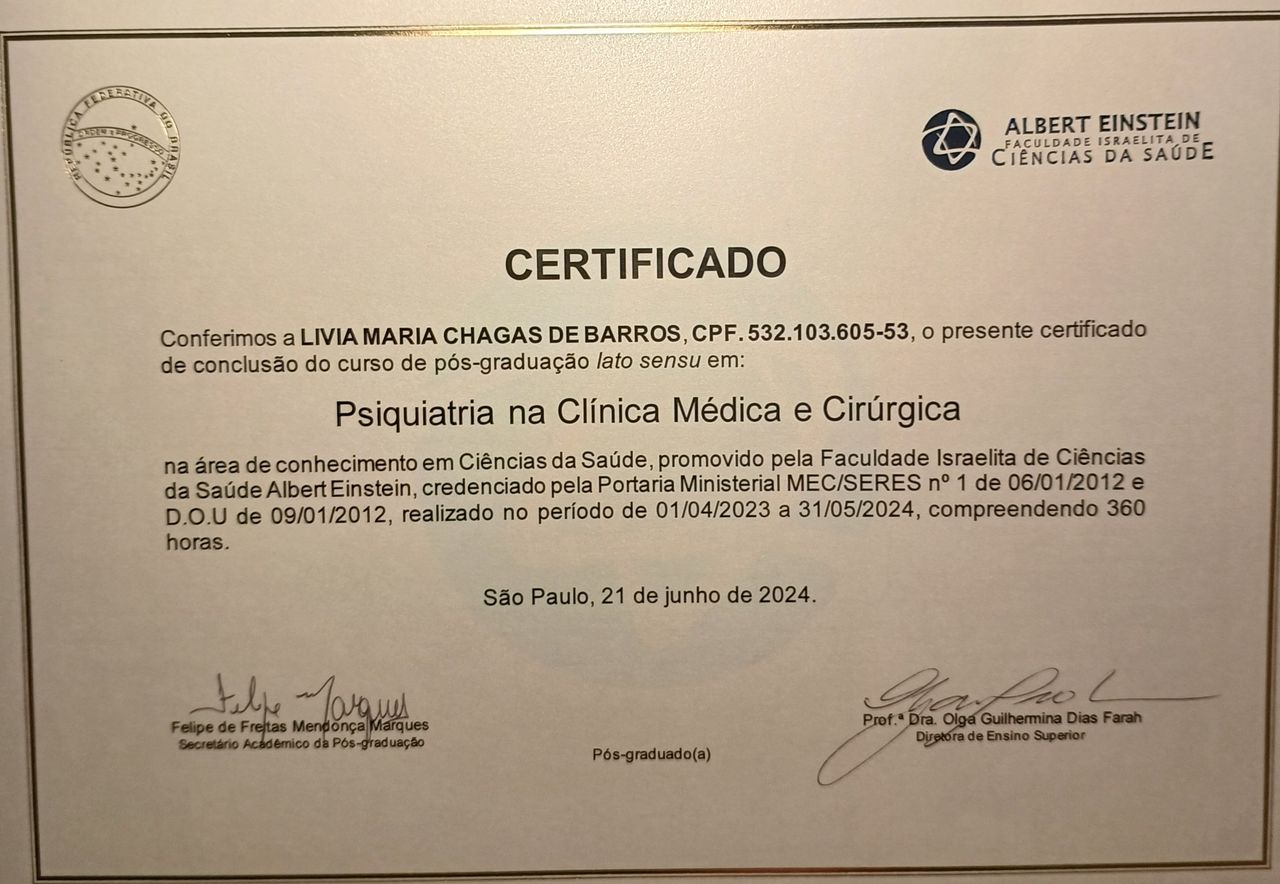 REPÚBLICA FEDERATIVA DO BRASIL
ORDEM E PROGRESSO
ALBERT EINSTEIN
FACULDADE ISRAELITA DE
CIÊNCIAS DA SAÚDE
CERTIFICADO
Conferimos a LIVIA MARIA CHAGAS DE BARROS, CPF. 532.103.605-53, o presente certificado
de conclusão do curso de pós-graduação lato sensu em:
Psiquiatria na Clínica Médica e Cirúrgica
na área de conhecimento em Ciências da Saúde, promovido pela Faculdade Israelita de Ciências
da Saúde Albert Einstein, credenciado pela Portaria Ministerial MEC/SERES nº 1 de 06/01/2012 e
D.O.U de 09/01/2012, realizado no período de 01/04/2023 a 31/05/2024, compreendendo 360
horas.
São Paulo, 21 de junho de 2024.
Felipe Marques
Felipe de Freitas Mendonça Marques
Secretário Acadêmico da Pós-graduação
Pós-graduado(a)
Prof.ª Dra. Olga Guilhermina Dias Farah
Diretora de Ensino Superior